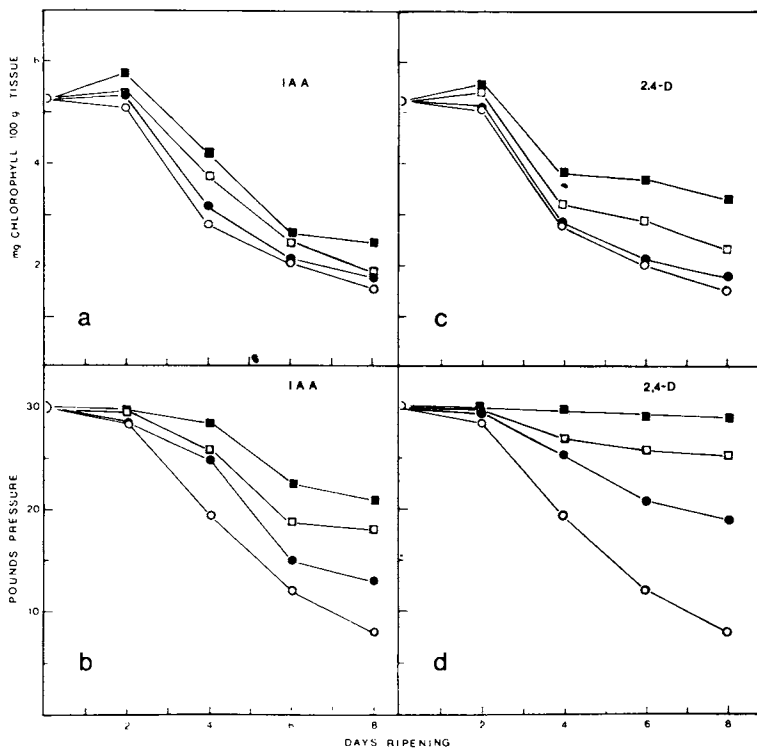 mg CHLOROPHYLL 100 g TISSUE
6
4
2
IAA
a
2,4-D
c
POUNDS PRESSURE
30
20
10
IAA
b
2,4-D
d
2 4 6 8
2 4 6 8
DAYS RIPENING